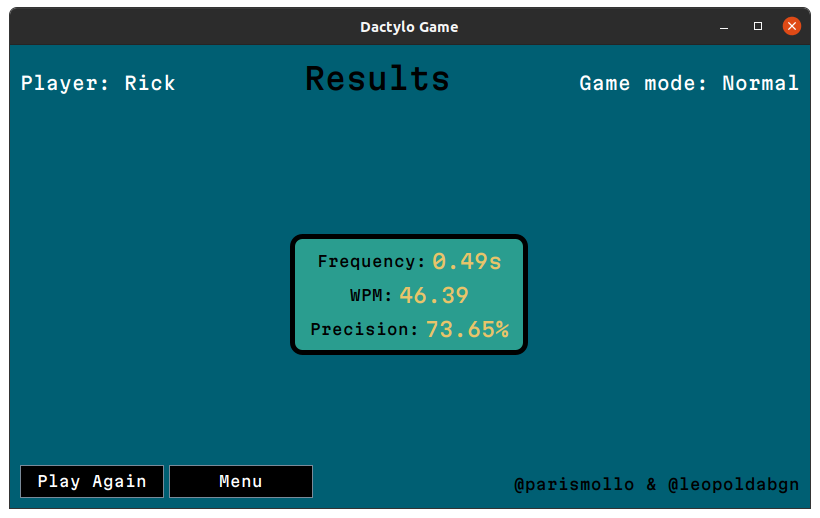 Dactylo Game
Player: Rick
Results
Game mode: Normal
Frequency: 0.49s
WPM: 46.39
Precision: 73.65%
Play Again
Menu
@parismollo & @leopoldabgn